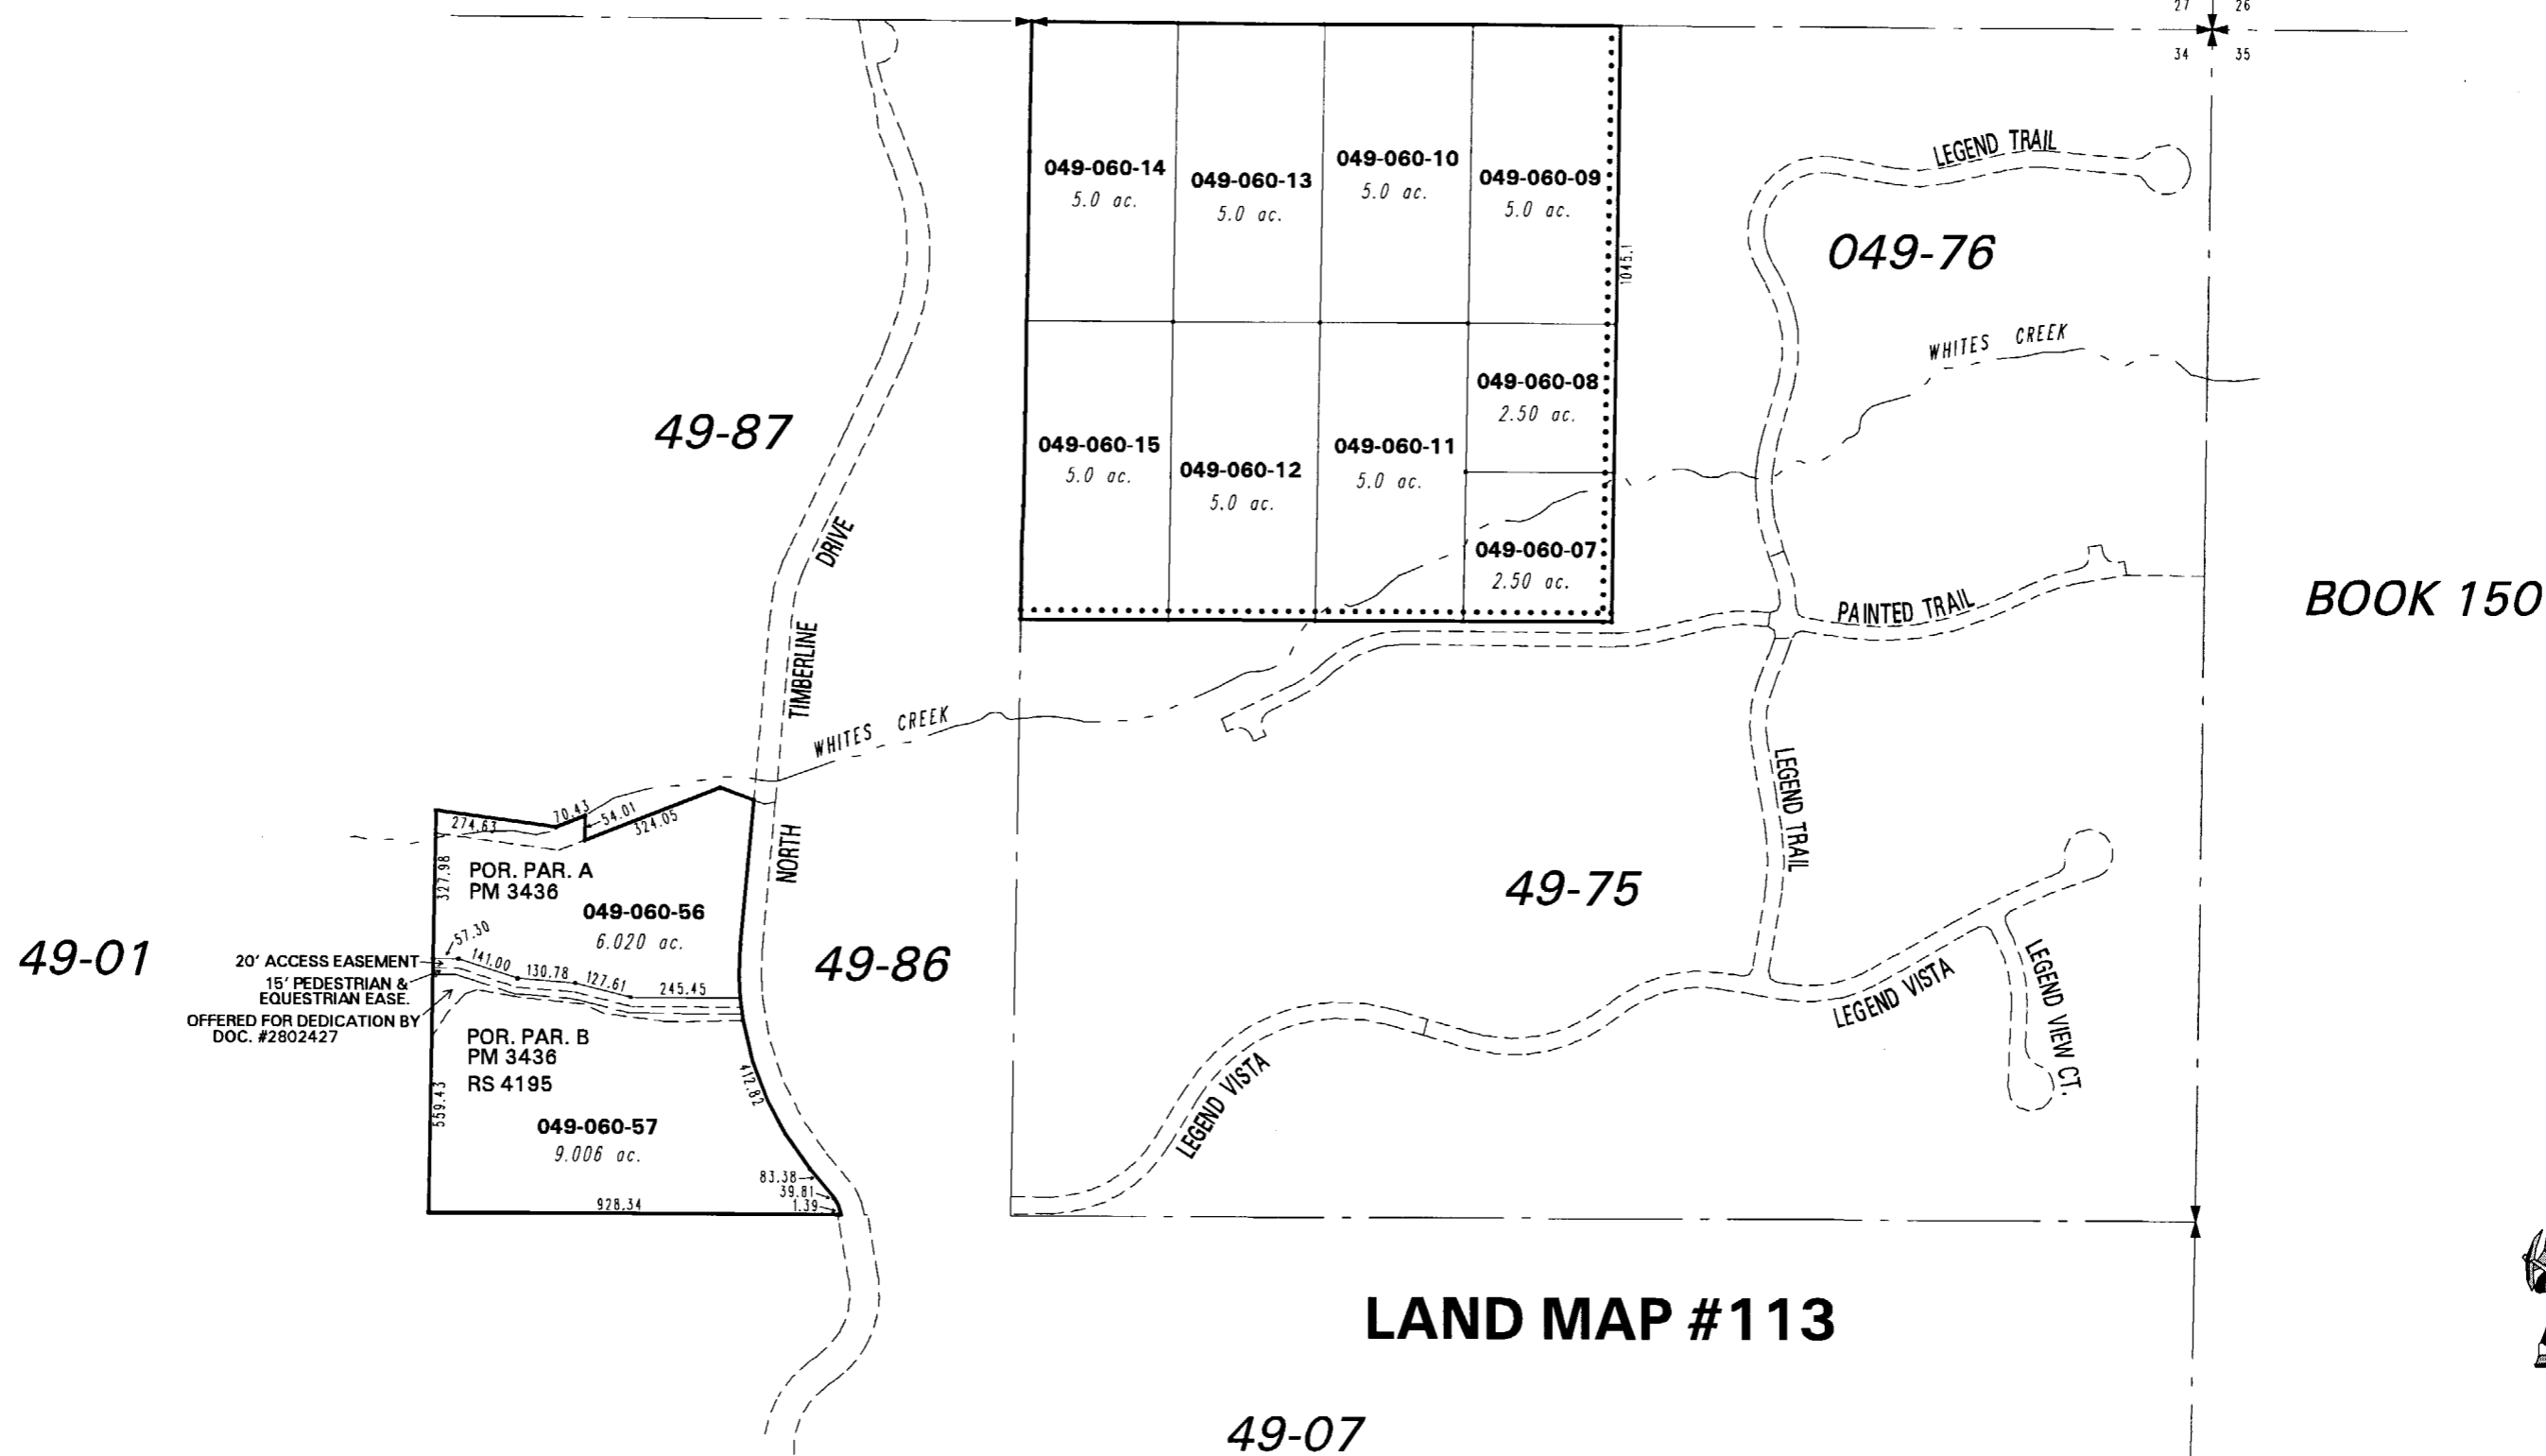 27 26
34 35
LEGEND TRAIL
049-060-14
5.0 ac.
049-060-13
5.0 ac.
049-060-10
5.0 ac.
049-060-09
5.0 ac.
1045.1
049-76
WHITES CREEK
049-060-08
2.50 ac.
49-87
049-060-15
5.0 ac.
049-060-12
5.0 ac.
049-060-11
5.0 ac.
049-060-07
2.50 ac.
NORTH TIMBERLINE DRIVE
PAINTED TRAIL
BOOK 150
WHITES CREEK
LEGEND TRAIL
274.63
70.43
54.01
324.05
327.98
POR. PAR. A
PM 3436
049-060-56
6.020 ac.
49-75
49-01
49-86
57.30
141.00
130.78
127.61
245.45
20' ACCESS EASEMENT
15' PEDESTRIAN &
EQUESTRIAN EASE.
OFFERED FOR DEDICATION BY
DOC. #2802427
POR. PAR. B
PM 3436
RS 4195
412.82
559.43
049-060-57
9.006 ac.
83.38
39.81
1.39
928.34
LEGEND VISTA
LEGEND VISTA
LEGEND VIEW CT.
LAND MAP #113
49-07